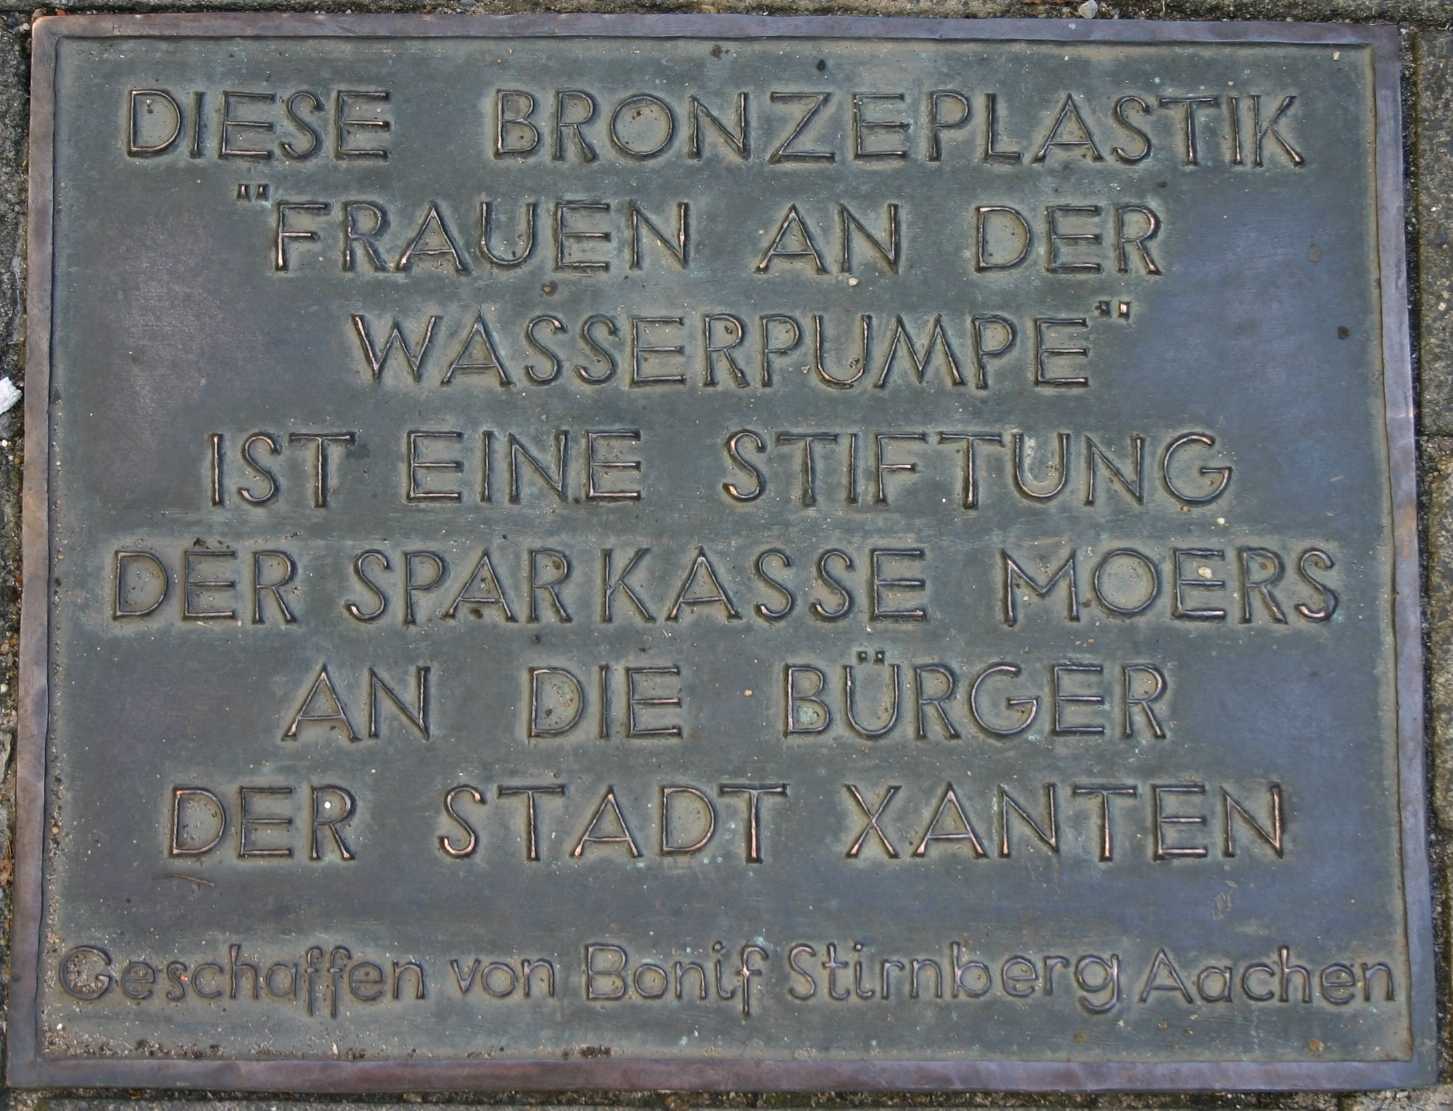 DIESE BRONZEPLASTIK
"FRAUEN AN DER
WASSERPUMPE"
IST EINE STIFTUNG
DER SPARKASSE MOERS
AN DIE BÜRGER
DER STADT XANTEN
Geschaffen von Bonif Stirnberg Aachen